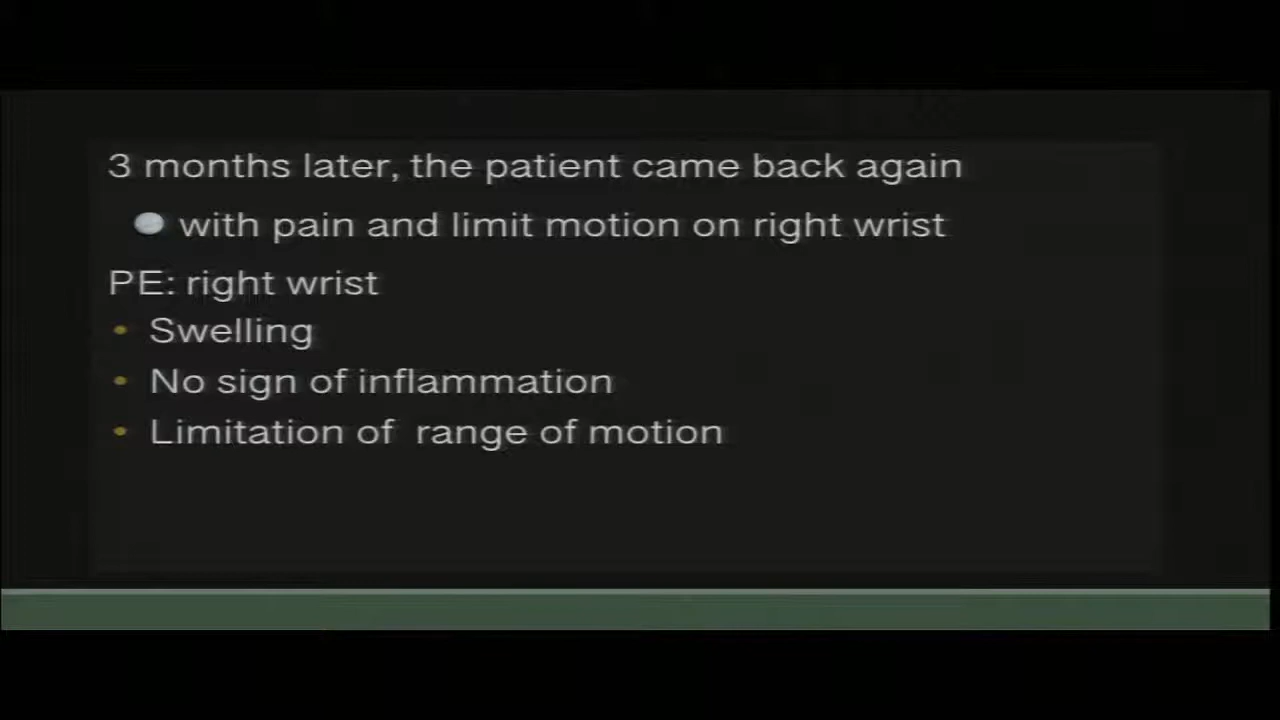 3 months later, the patient came back again
with pain and limit motion on right wrist
PE: right wrist
Swelling
No sign of inflammation
Limitation of range of motion